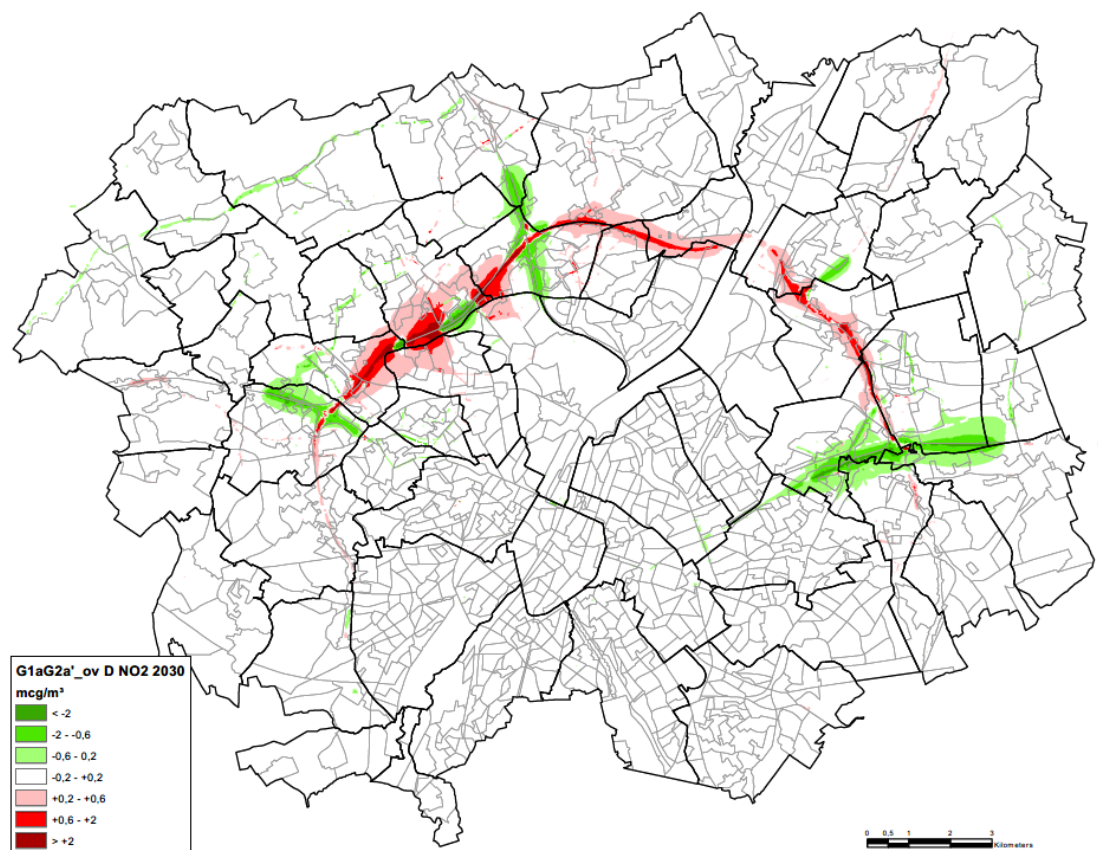 G1aG2a'_ov D NO2 2030
mcg/m³
< -2
-2 - -0,6
-0,6 - 0,2
-0,2 - +0,2
+0,2 - +0,6
+0,6 - +2
> +2
0 0,5 1 2 3
Kilometers